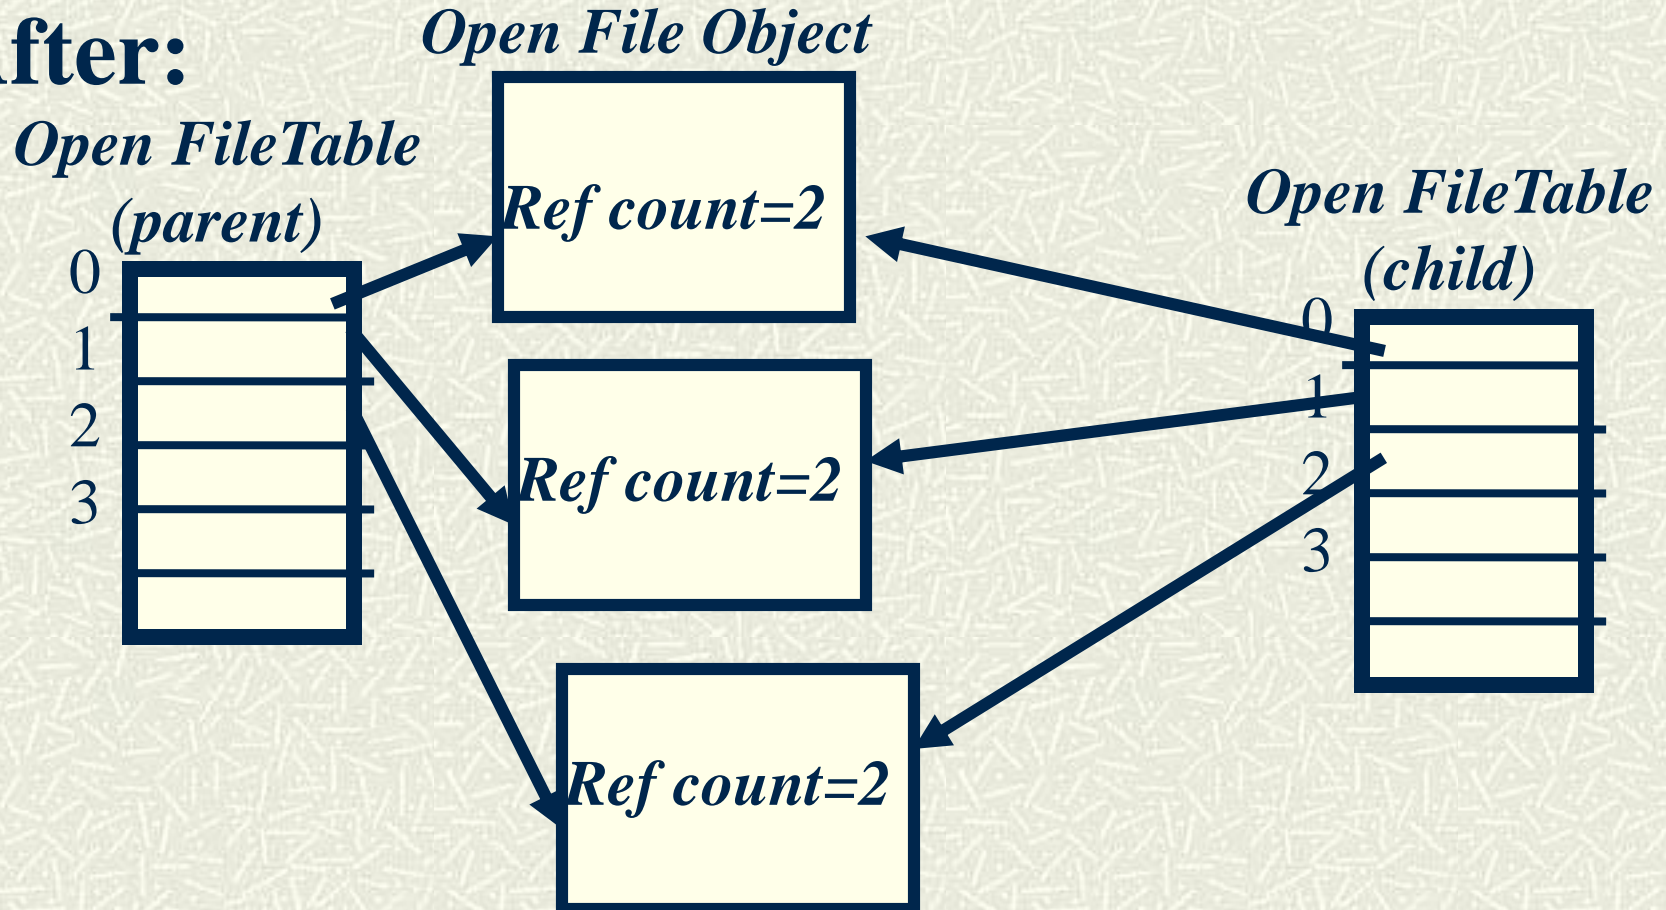 After:
Open File Object
Open FileTable
(parent)
0
1
2
3
Ref count=2
Ref count=2
Ref count=2
Open FileTable
(child)
0
1
2
3